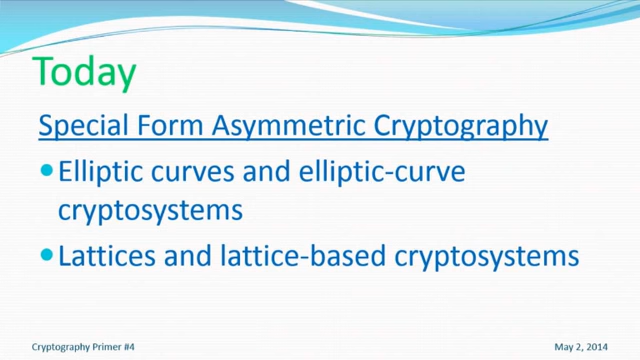 Today
Special Form Asymmetric Cryptography
•Elliptic curves and elliptic-curve
cryptosystems
•Lattices and lattice-based cryptosystems
Cryptography Primer #4
May 2, 2014